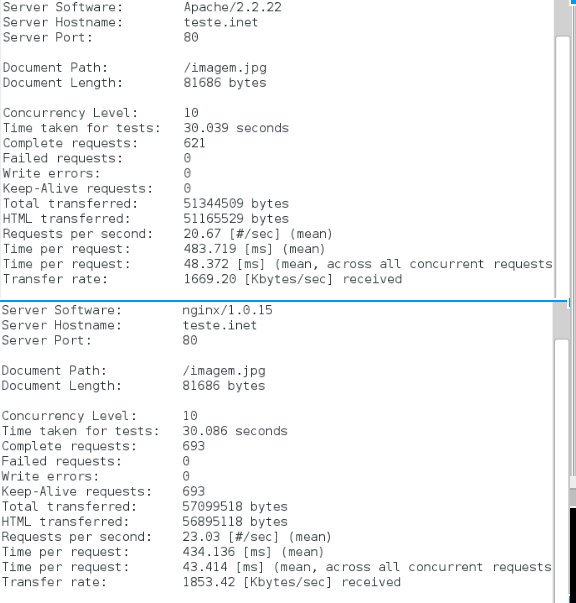 Server Software: Apache/2.2.22
Server Hostname: teste.inet
Server Port: 80
Document Path: /imagem.jpg
Document Length: 81686 bytes
Concurrency Level: 10
Time taken for tests: 30.039 seconds
Complete requests: 621
Failed requests: 0
Write errors: 0
Keep-Alive requests: 0
Total transferred: 51344509 bytes
HTML transferred: 51165529 bytes
Requests per second: 20.67 [#/sec] (mean)
Time per request: 483.719 [ms] (mean)
Time per request: 48.372 [ms] (mean, across all concurrent requests
Transfer rate: 1669.20 [Kbytes/sec] received
Server Software: nginx/1.0.15
Server Hostname: teste.inet
Server Port: 80
Document Path: /imagem.jpg
Document Length: 81686 bytes
Concurrency Level: 10
Time taken for tests: 30.086 seconds
Complete requests: 693
Failed requests: 0
Write errors: 0
Keep-Alive requests: 693
Total transferred: 57099518 bytes
HTML transferred: 56895118 bytes
Requests per second: 23.03 [#/sec] (mean)
Time per request: 434.136 [ms] (mean)
Time per request: 43.414 [ms] (mean, across all concurrent requests
Transfer rate: 1853.42 [Kbytes/sec] received